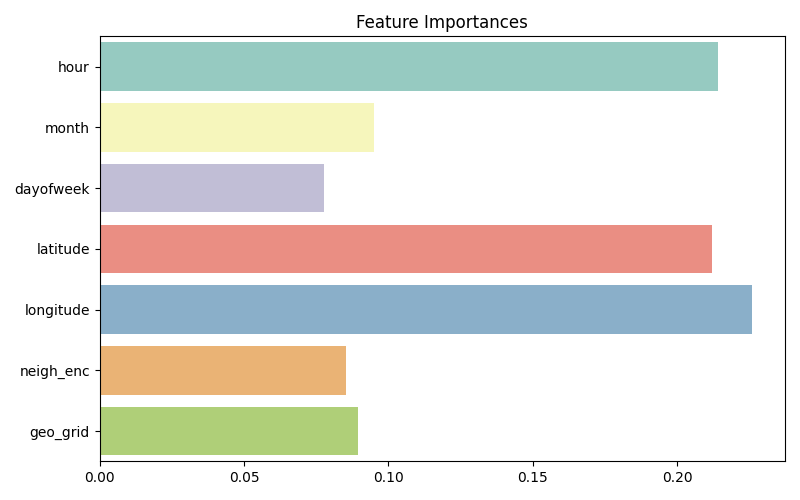 Feature Importances
hour
month
dayofweek
latitude
longitude
neigh_enc
geo_grid
0.00 0.05 0.10 0.15 0.20